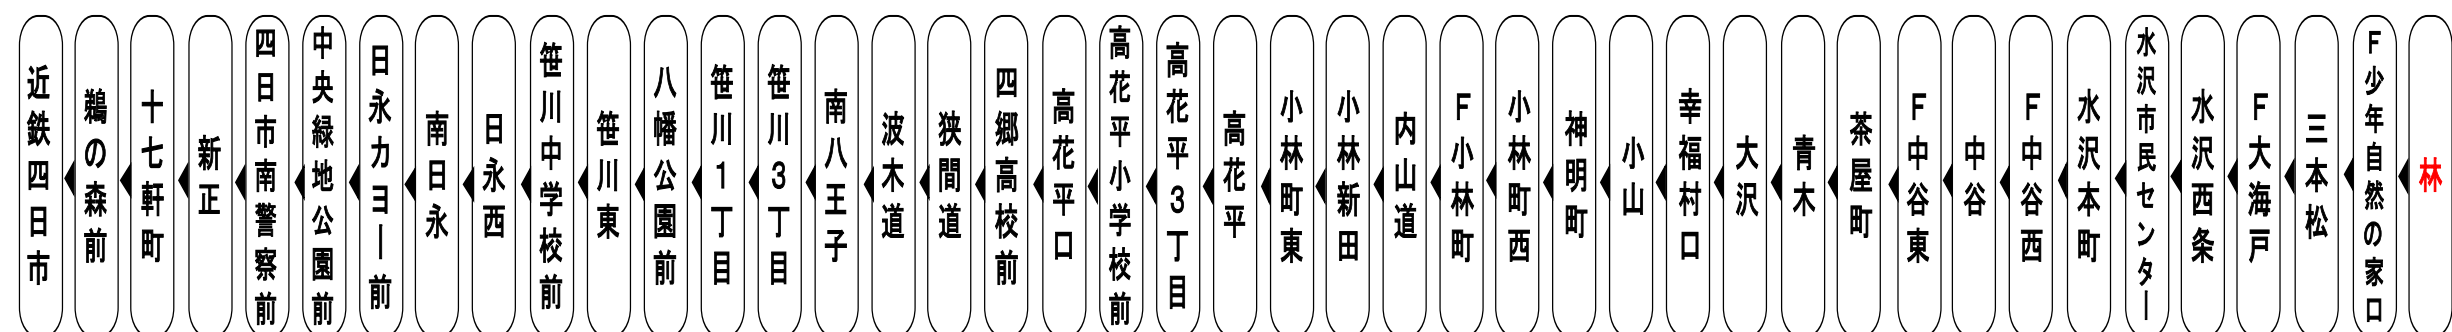 近鉄四日市
鵜の森前
十七軒町
新正
四日市南警察前
中央緑地公園前
日永カヨー前
南日永
日永西
笹川中学校前
笹川東
八幡公園前
笹川１丁目
笹川３丁目
南八王子
波木道
狭間道
四郷高校前
高花平口
高花平小学校前
高花平３丁目
高花平
小林町東
小林新田
内山道
Ｆ小林町
小林町西
神明町
小山
幸福村口
大沢
青木
茶屋町
Ｆ中谷東
中谷
Ｆ中谷西
水沢本町
水沢市民センター
水沢西条
Ｆ大海戸
三本松
Ｆ少年自然の家口
林